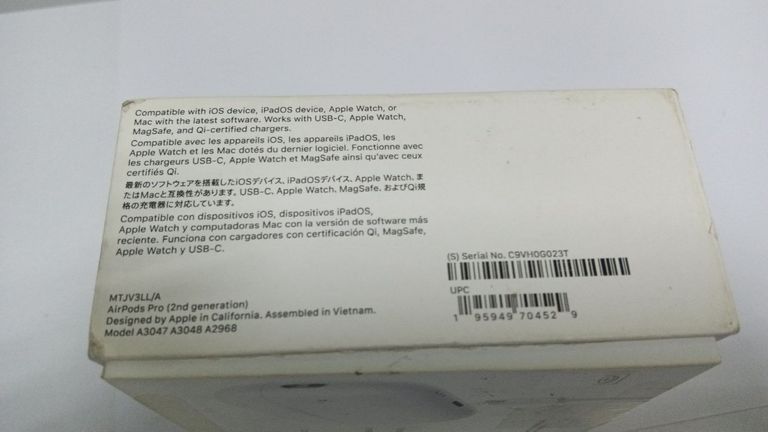 Compatible with iOS device, iPadOS device, Apple Watch, or
Mac with the latest software. Works with USB-C, Apple Watch,
MagSafe, and Qi-certified chargers.
Compatible avec les appareils iOS, les appareils iPadOS, les
Apple Watch et les Mac dotés du dernier logiciel. Fonctionne avec
les chargeurs USB-C, Apple Watch et MagSafe ainsi qu'avec ceux
certifiés Qi.
最新のソフトウェアを搭載したiOSデバイス、iPadOSデバイス、Apple Watch、ま
たはMacと互換性があります。USB-C、Apple Watch、MagSafe、およびQi規
格の充電器に対応しています。
Compatible con dispositivos iOS, dispositivos iPadOS,
Apple Watch y computadoras Mac con la versión de software más
reciente. Funciona con cargadores con certificación Qi, MagSafe,
Apple Watch y USB-C.
MTJV3LL/A
AirPods Pro (2nd generation)
Designed by Apple in California. Assembled in Vietnam.
Model A3047 A3048 A2968
(S) Serial No. C9VH0G023T
UPC
1 95949 70452 9